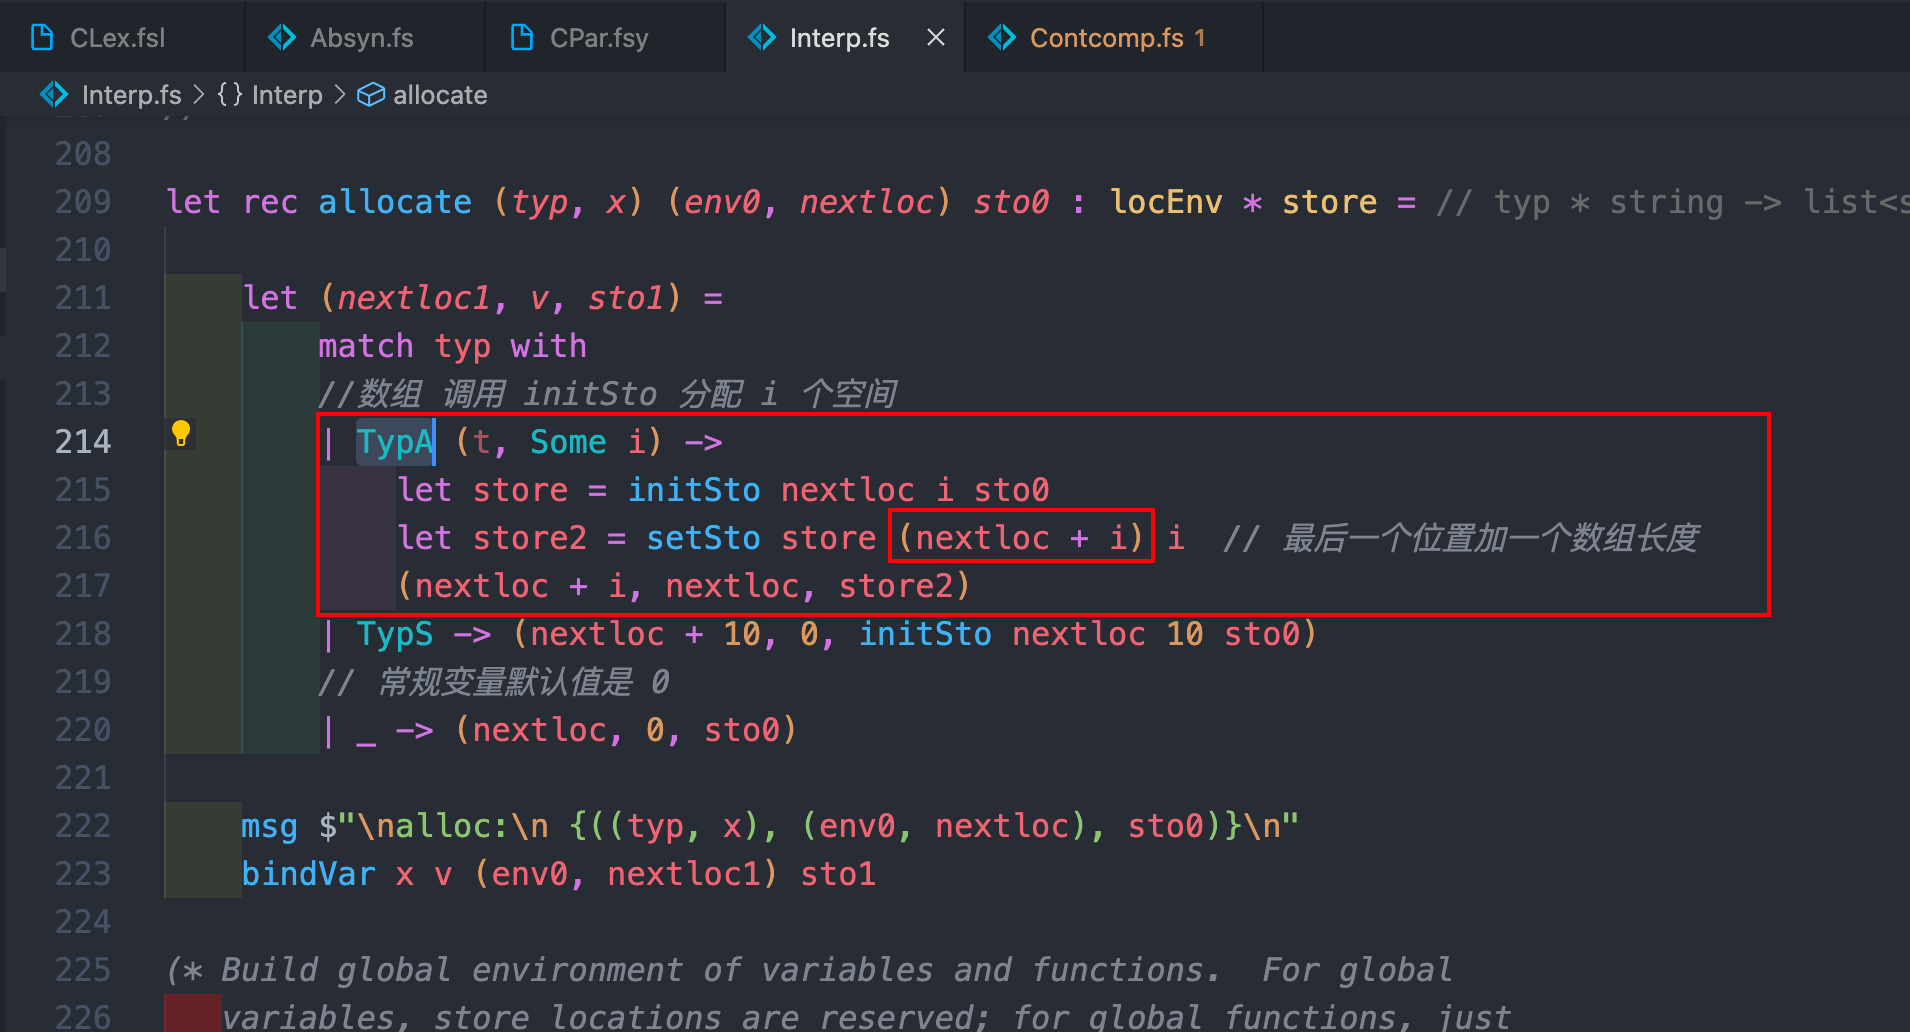 CLex.fsl Absyn.fs CPar.fsy Interp.fs Contcomp.fs 1
Interp.fs > {} Interp > allocate
208
209 let rec allocate (typ, x) (env0, nextloc) sto0 : locEnv * store = // typ * string -> list<s
210
211 let (nextloc1, v, sto1) =
212 match typ with
213 //数组 调用 initSto 分配 i 个空间
214 | TypA (t, Some i) ->
215 let store = initSto nextloc i sto0
216 let store2 = setSto store (nextloc + i) i // 最后一个位置加一个数组长度
217 (nextloc + i, nextloc, store2)
218 | TypS -> (nextloc + 10, 0, initSto nextloc 10 sto0)
219 // 常规变量默认值是 0
220 | _ -> (nextloc, 0, sto0)
221
222 msg $"\nalloc:\n {((typ, x), (env0, nextloc), sto0)}\n"
223 bindVar x v (env0, nextloc1) sto1
224
225 (* Build global environment of variables and functions. For global
226 variables, store locations are reserved; for global functions, just